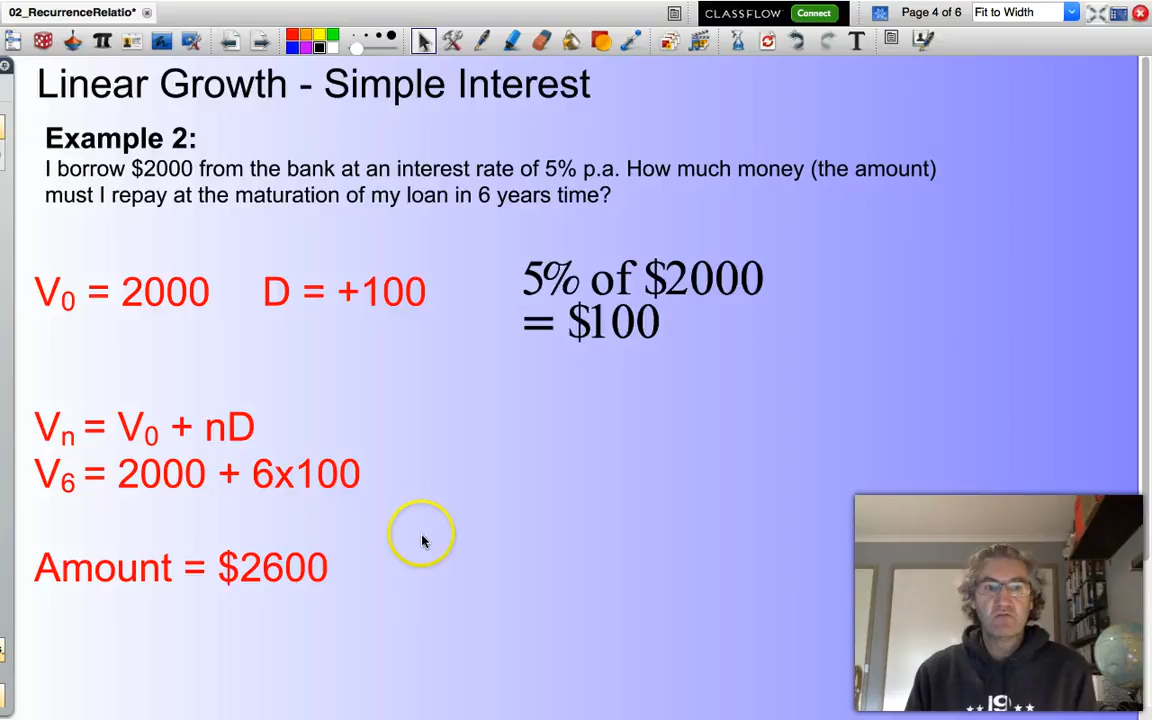 02_RecurrenceRelatio*
CLASSFLOW Connect
Page 4 of 6
Fit to Width
Linear Growth - Simple Interest
Example 2:
I borrow $2000 from the bank at an interest rate of 5% p.a. How much money (the amount)
must I repay at the maturation of my loan in 6 years time?
V₀ = 2000 D = +100
5% of $2000
= $100
Vₙ = V₀ + nD
V₆ = 2000 + 6x100
Amount = $2600
19